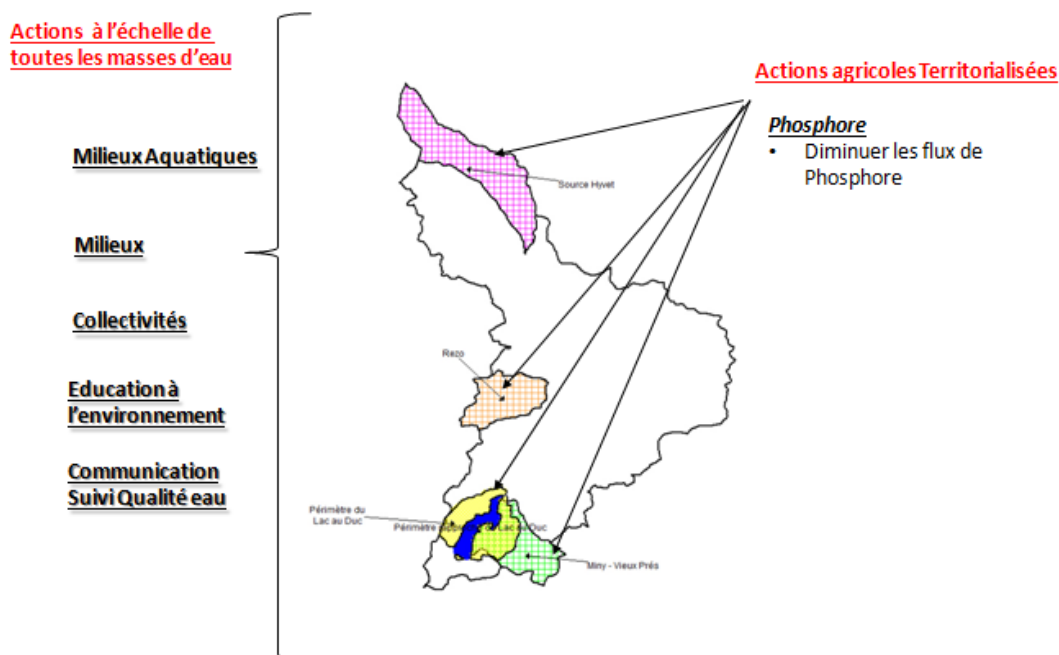 Actions à l'échelle de
toutes les masses d'eau
Milieux Aquatiques
Milieux
Collectivités
Education à
l'environnement
Communication
Suivi Qualité eau
Actions agricoles Territorialisées
Phosphore
• Diminuer les flux de
Phosphore
Source Hyvet
Rezo
Périmètre du
Lac au Duc
Périmètre du Lac au Duc
Miny - Vieux Prés